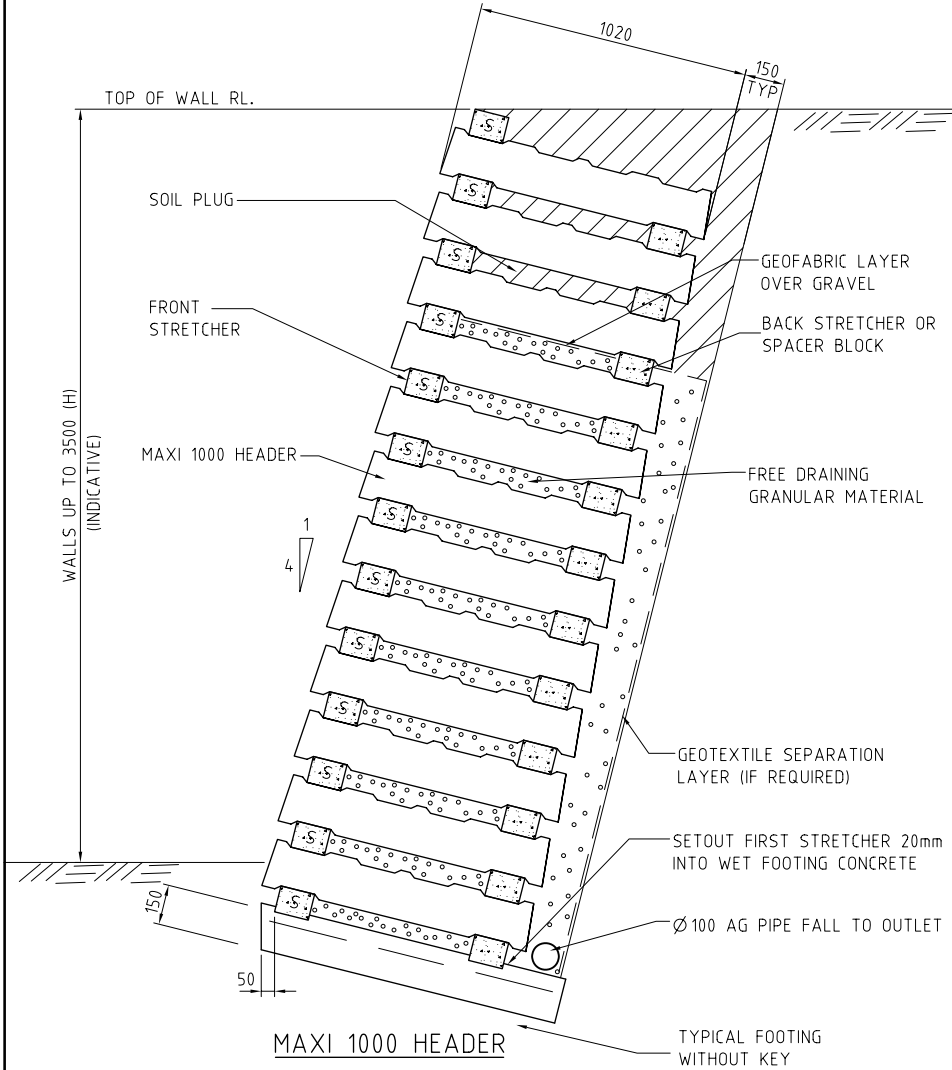 1020
150
TYP
TOP OF WALL RL.
S
SOIL PLUG
S
S
GEOFABRIC LAYER
OVER GRAVEL
FRONT
STRETCHER
S
BACK STRETCHER OR
SPACER BLOCK
S
WALLS UP TO 3500 (H)
(INDICATIVE)
MAXI 1000 HEADER
S
FREE DRAINING
GRANULAR MATERIAL
S
1
4
S
S
S
GEOTEXTILE SEPARATION
LAYER (IF REQUIRED)
S
S
SETOUT FIRST STRETCHER 20mm
INTO WET FOOTING CONCRETE
150
S
Ø100 AG PIPE FALL TO OUTLET
50
MAXI 1000 HEADER
TYPICAL FOOTING
WITHOUT KEY